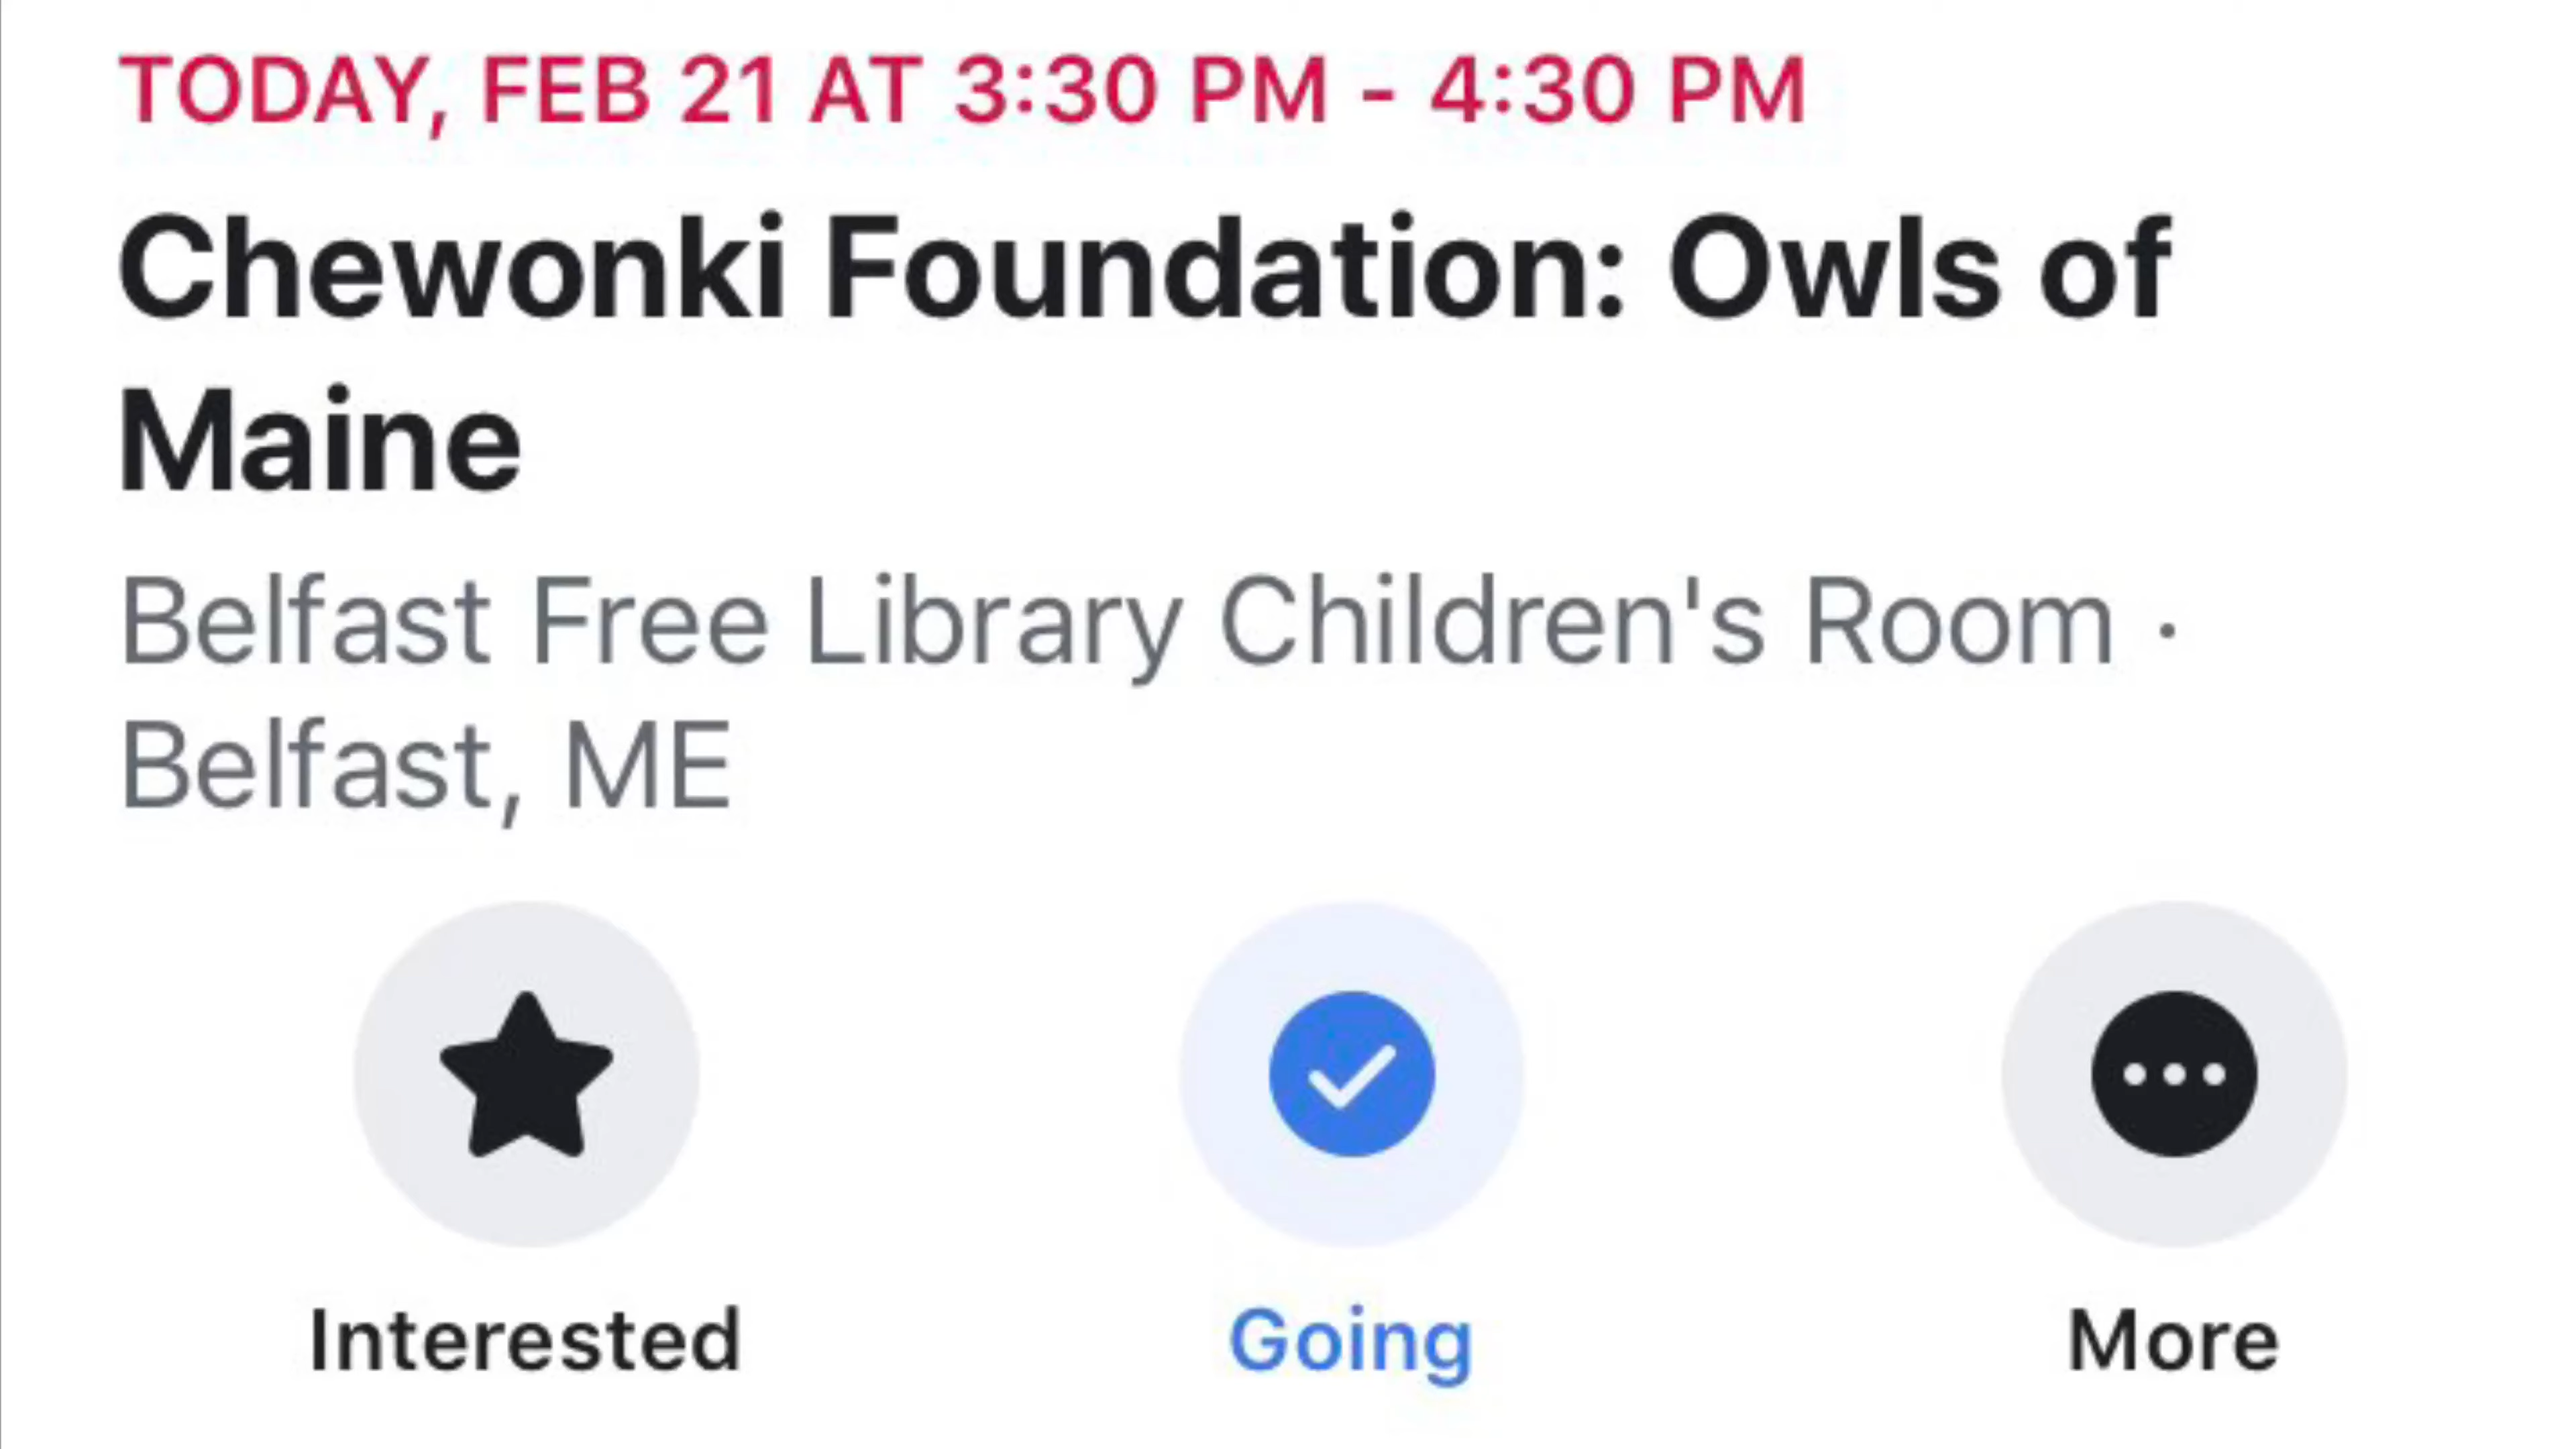 TODAY, FEB 21 AT 3:30 PM - 4:30 PM
Chewonki Foundation: Owls of
Maine
Belfast Free Library Children's Room ·
Belfast, ME
Interested
Going
More